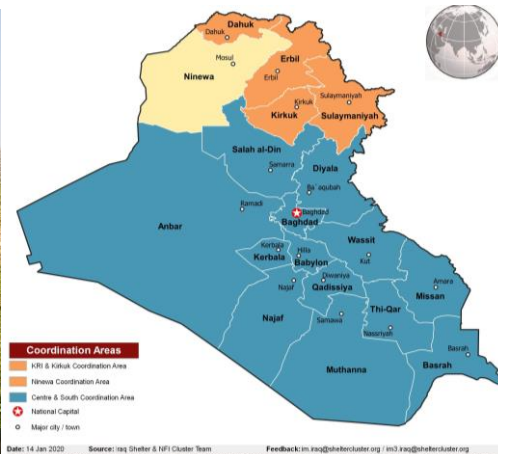 Dahuk
Dahuk
Mosul
Ninewa
Erbil
Erbil
Kirkuk
Sulaymaniyah
Kirkuk
Sulaymaniyah
Salah al-Din
Samarra
Diyala
Ba`aqubah
Ramadi
Baghdad
Baghdad
Anbar
Wassit
Kerbala
Hilla
Kut
Kerbala
Babylon
Najaf
Diwaniya
Qadissiya
Amara
Missan
Thi-Qar
Najaf
Samawa
Nassriyah
Basrah
Basrah
Muthanna
Coordination Areas
KRI & Kirkuk Coordination Area
Ninewa Coordination Area
Centre & South Coordination Area
National Capital
Major city / town
Date: 14 Jan 2020 Source: Iraq Shelter & NFI Cluster Team Feedback: im.iraq@sheltercluster.org / im3.iraq@sheltercluster.org